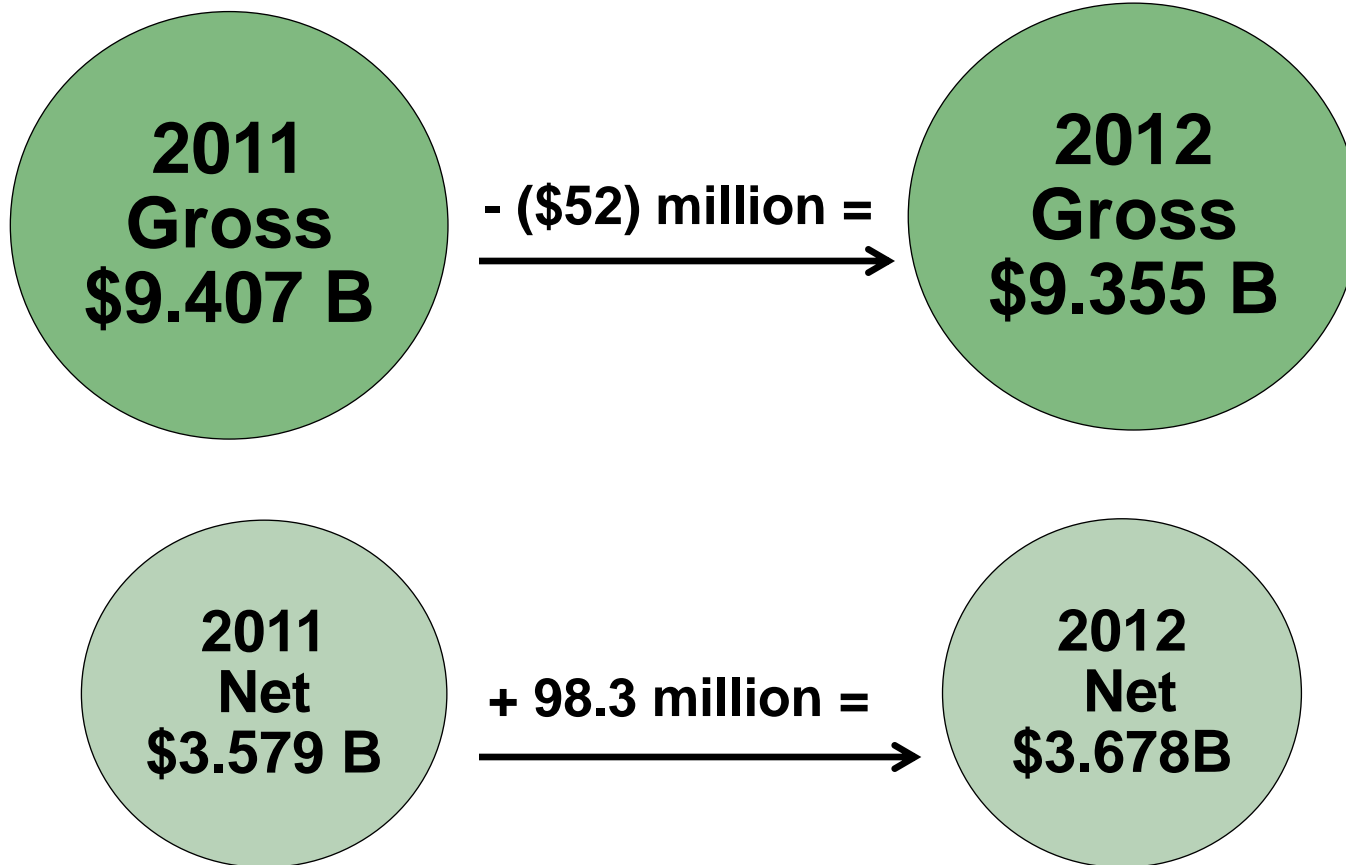 2011
Gross
$9.407 B
- ($52) million =
2012
Gross
$9.355 B
2011
Net
$3.579 B
+ 98.3 million =
2012
Net
$3.678B